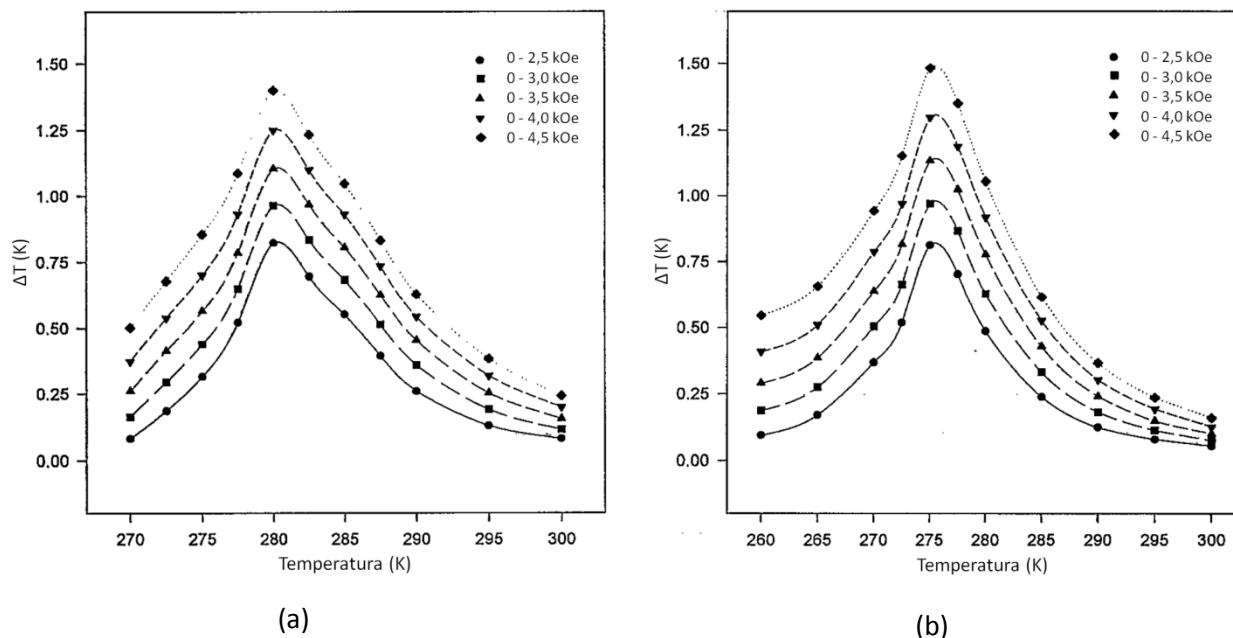 1.50
1.25
1.00
0.75
0.50
0.25
0.00
ΔT (K)
0 - 2,5 kOe
0 - 3,0 kOe
0 - 3,5 kOe
0 - 4,0 kOe
0 - 4,5 kOe
270 275 280 285 290 295 300
Temperatura (K)
(a)
1.50
1.25
1.00
0.75
0.50
0.25
0.00
ΔT (K)
0 - 2,5 kOe
0 - 3,0 kOe
0 - 3,5 kOe
0 - 4,0 kOe
0 - 4,5 kOe
260 265 270 275 280 285 290 295 300
Temperatura (K)
(b)